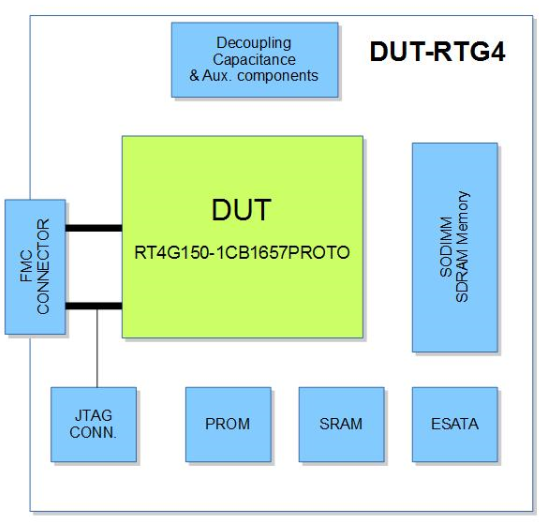 Decoupling
Capacitance
& Aux. components
DUT-RTG4
DUT
RT4G150-1CB1657PROTO
FMC
CONNECTOR
SODIMM
SDRAM Memory
JTAG
CONN.
PROM
SRAM
ESATA